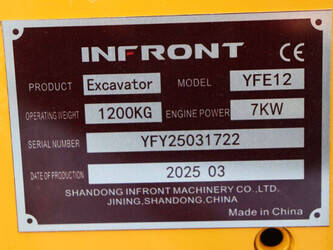 INFRONT CE
PRODUCT Excavator MODEL YFE12
OPERATING WEIGHT 1200KG ENGINE POWER 7KW
SERIAL NUMBER YFY25031722
DATE OF PRODUCTION 2025 03
SHANDONG INFRONT MACHINERY CO.,LTD.
JINING,SHANDONG,CHINA
Made in China